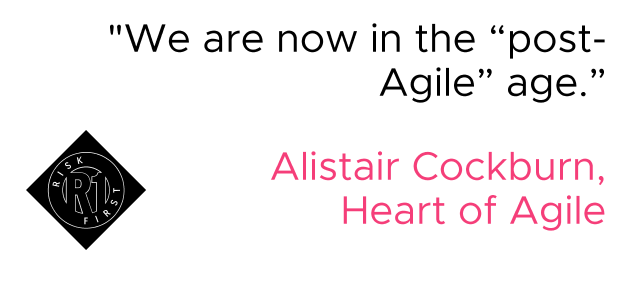 "We are now in the “post-
Agile” age.”
Alistair Cockburn,
Heart of Agile
RISK
R1
FIRST